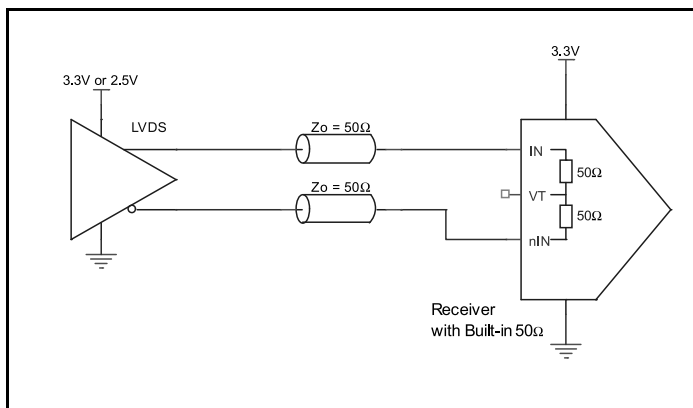 3.3V or 2.5V
LVDS
Zo = 50Ω
Zo = 50Ω
3.3V
IN
50Ω
VT
50Ω
nIN
Receiver
with Built-in 50Ω